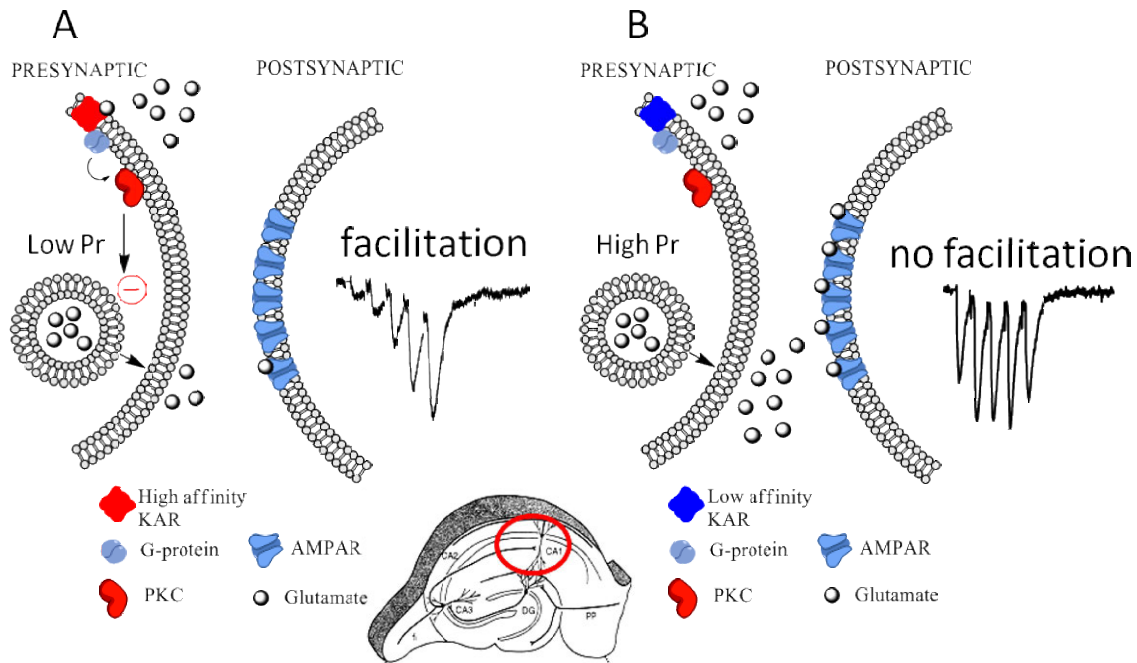 A
PRESYNAPTIC
POSTSYNAPTIC
Low Pr
facilitation
High affinity
KAR
G-protein
PKC
AMPAR
Glutamate
B
PRESYNAPTIC
POSTSYNAPTIC
High Pr
no facilitation
Low affinity
KAR
G-protein
PKC
AMPAR
Glutamate
CA2
CA1
CA3
DG
PP